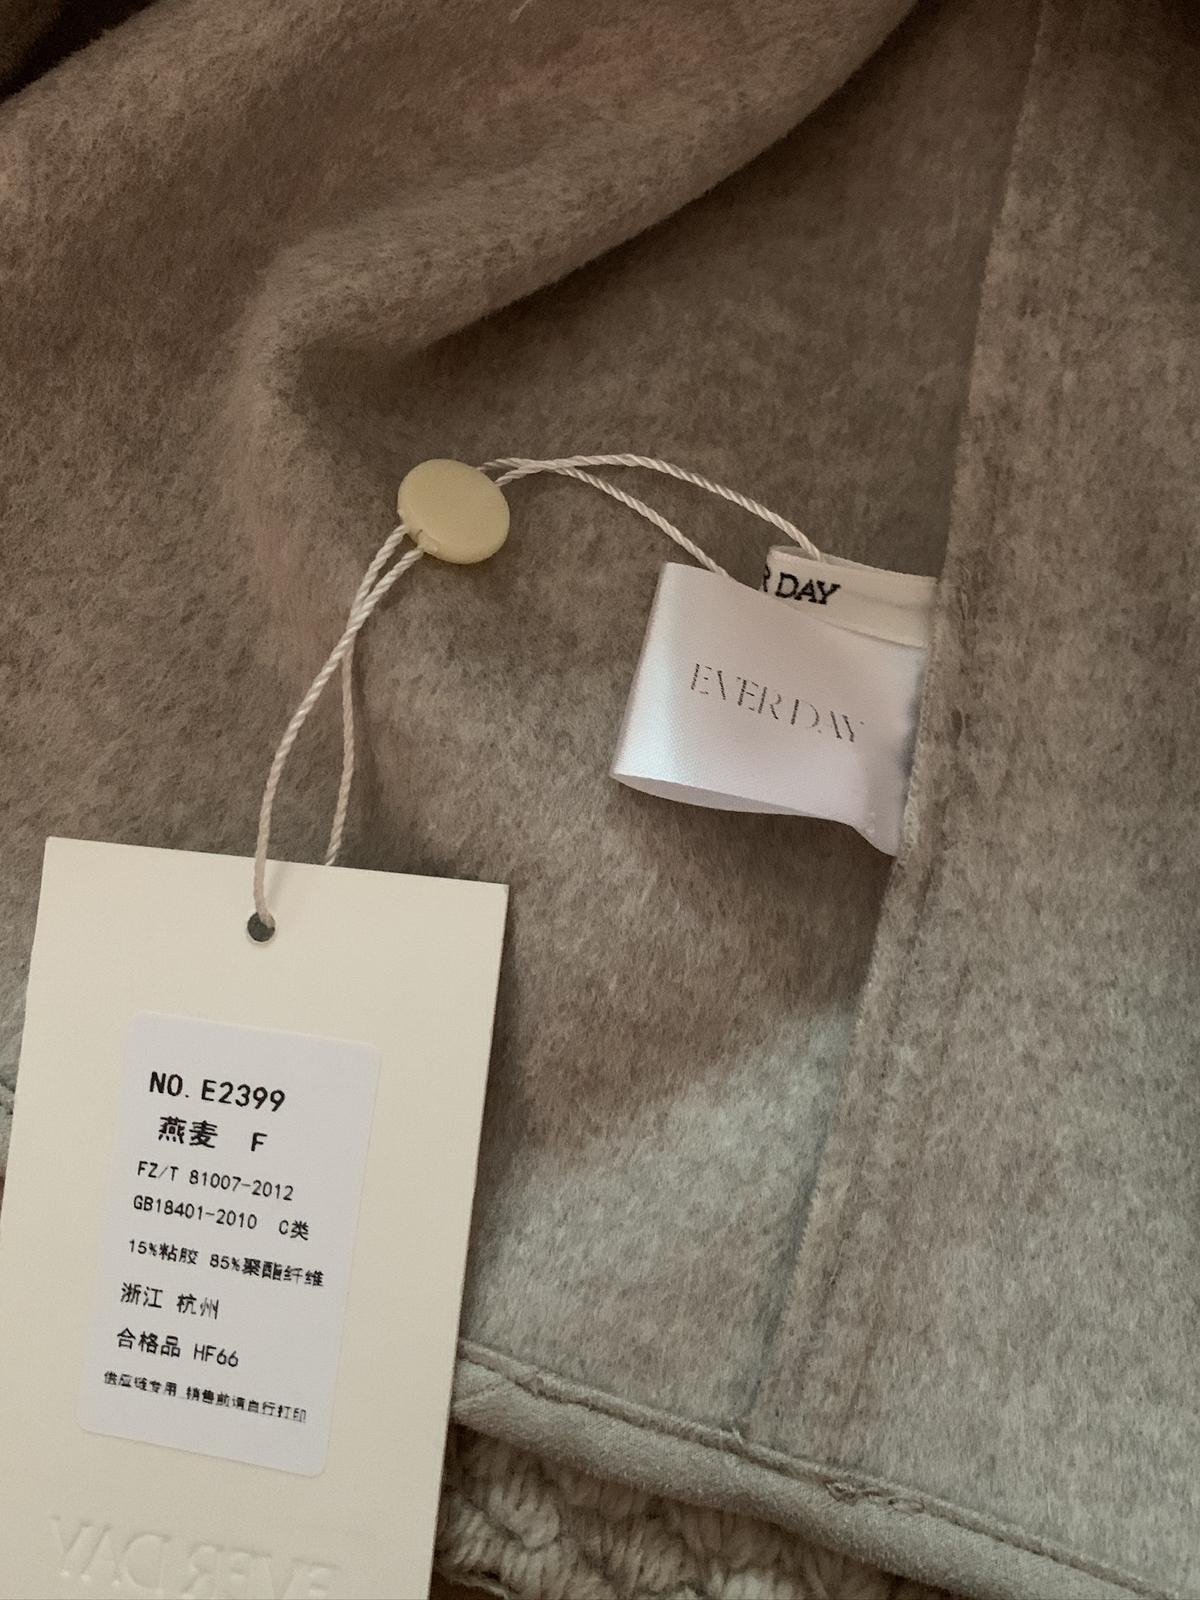 R DAY
EVER DAY
NO. E2399
燕麦 F
FZ/T 81007-2012
GB18401-2010 C类
15%粘胶 85%聚酯纤维
浙江 杭州
合格品 HF66
供应链专用 销售前请自行打印
EVER DAY